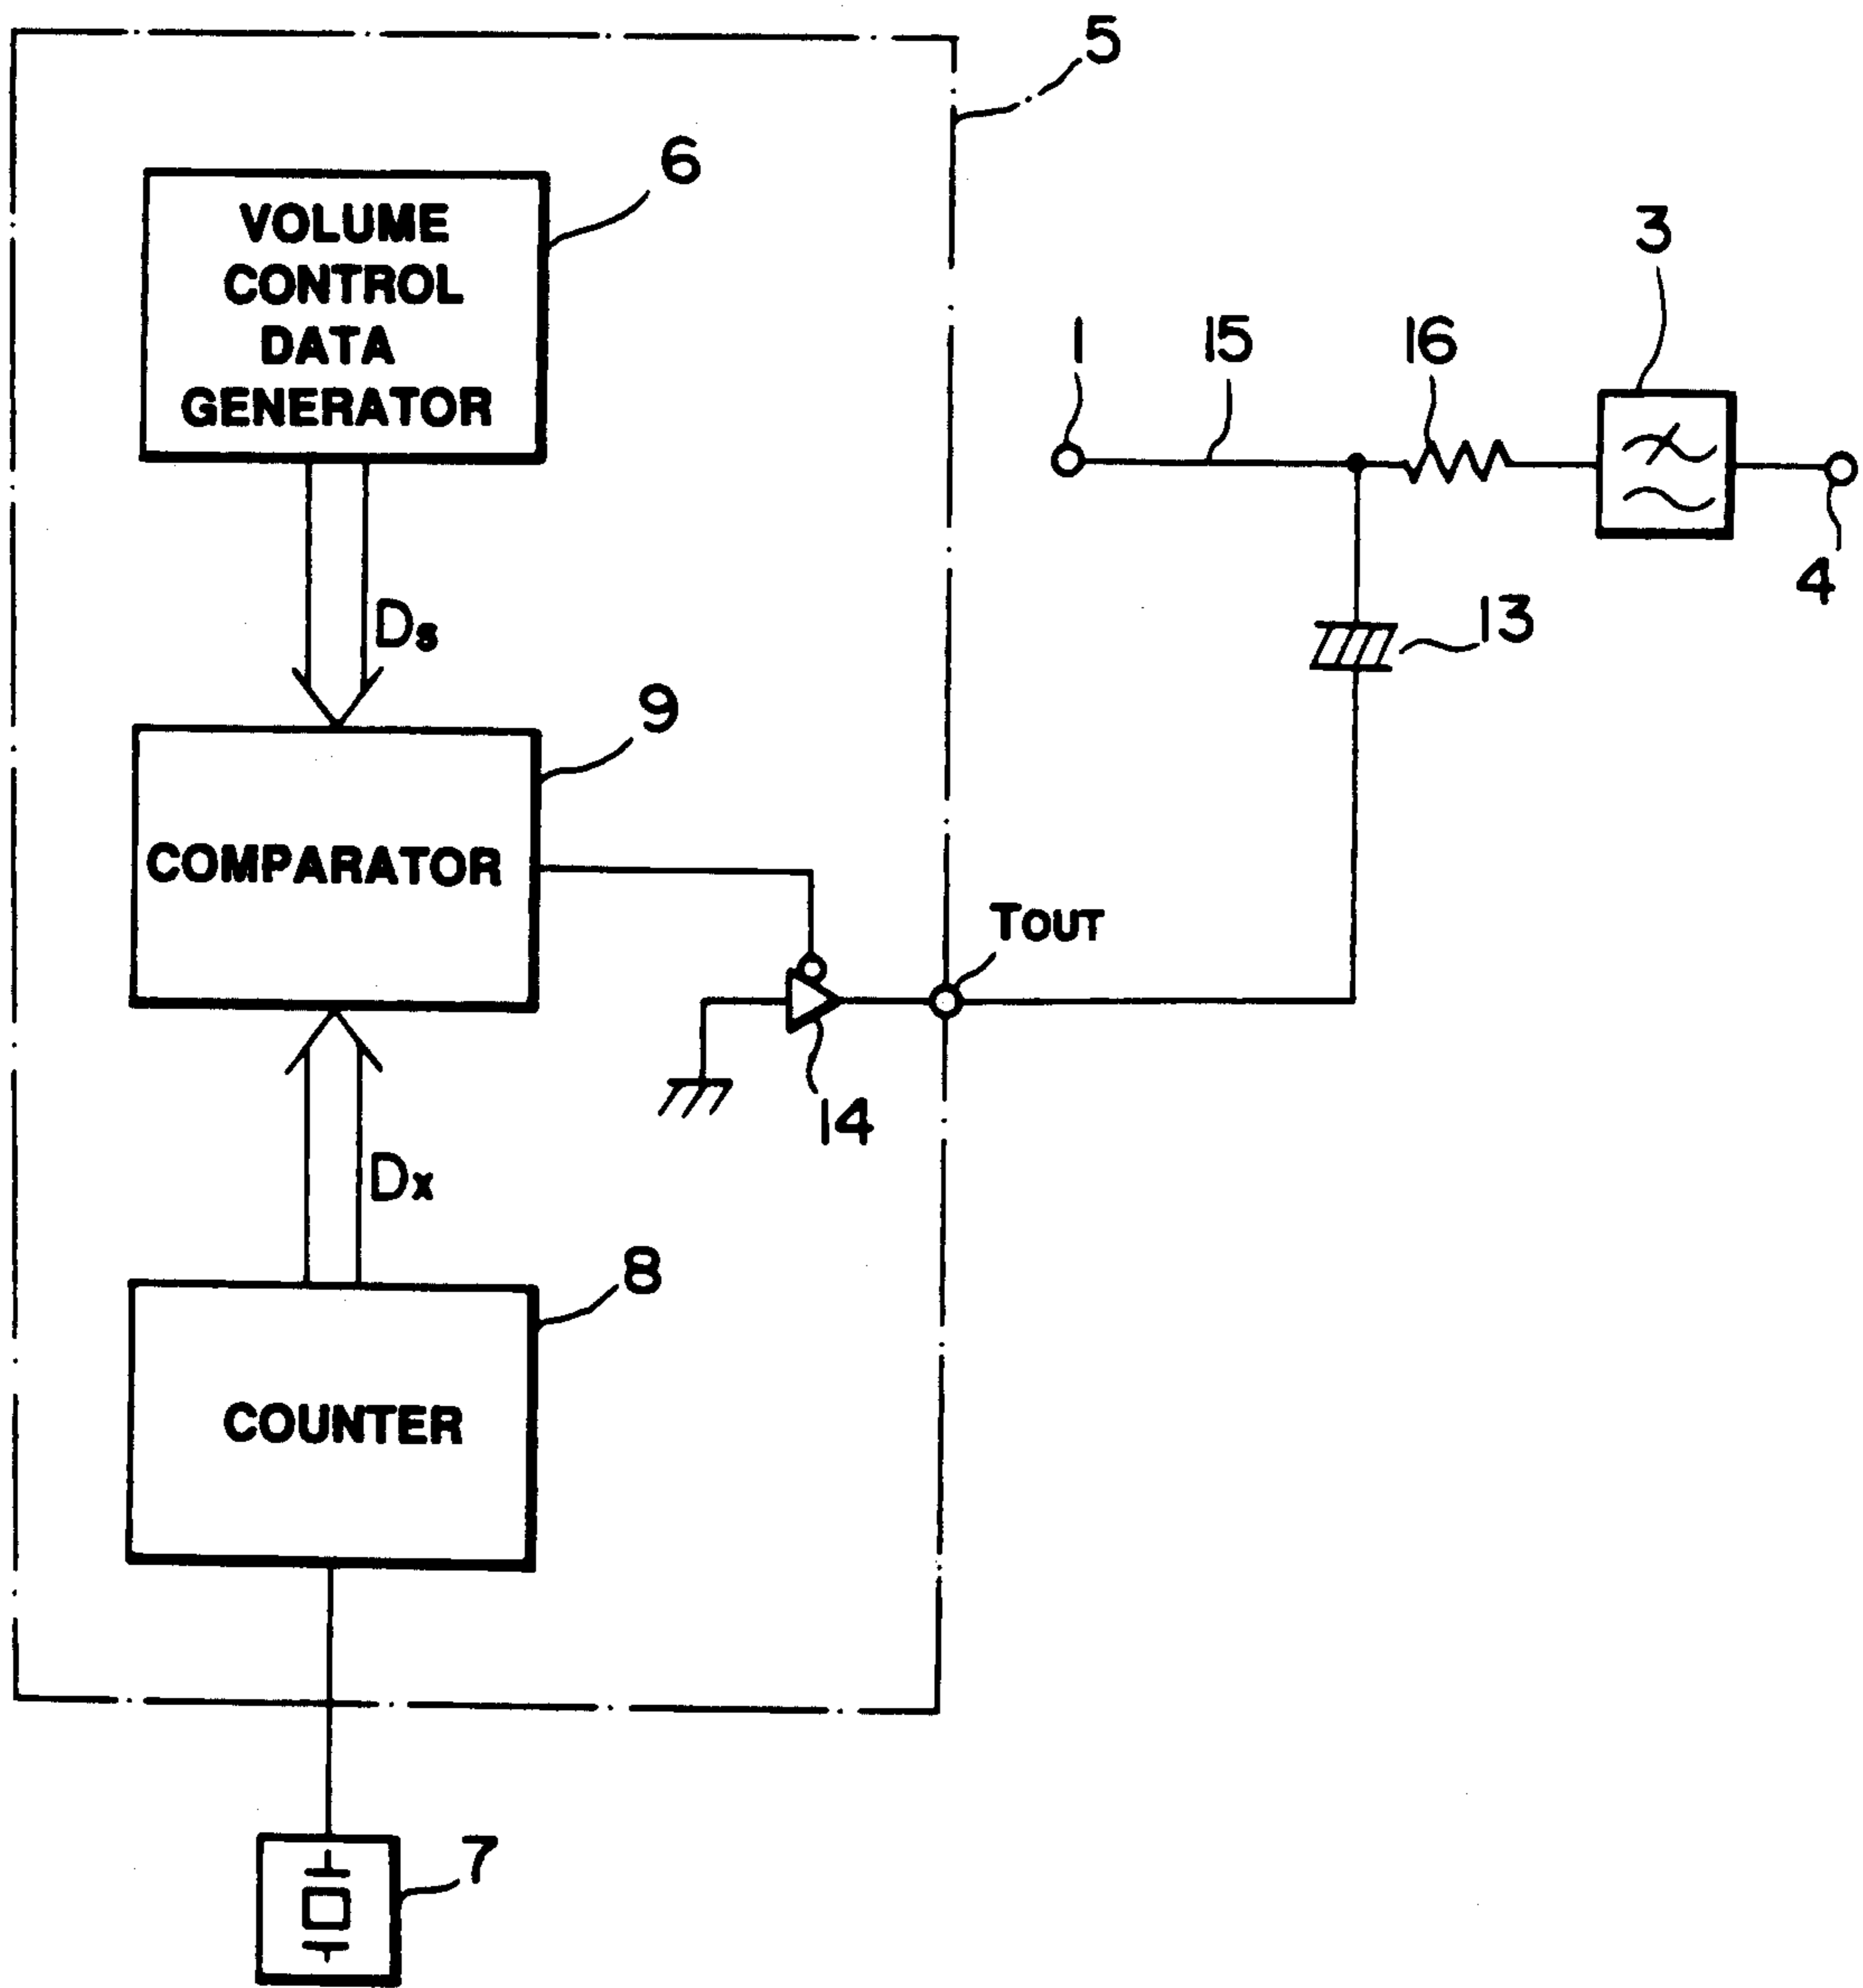 5
6
VOLUME
CONTROL
DATA
GENERATOR
3
1
15
16
4
Ds
13
9
COMPARATOR
TOUT
14
Dx
8
COUNTER
7